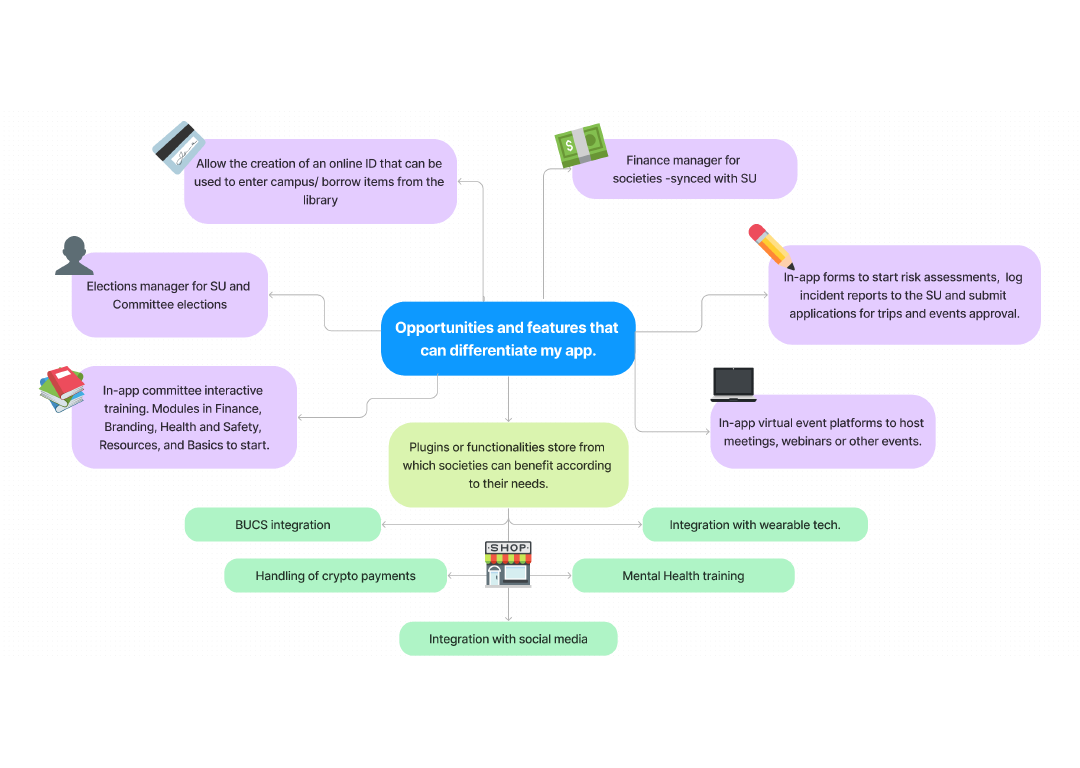 Allow the creation of an online ID that can be
used to enter campus/ borrow items from the
library
Finance manager for
societies -synced with SU
Elections manager for SU and
Committee elections
In-app forms to start risk assessments,  log
incident reports to the SU and submit
applications for trips and events approval.
Opportunities and features that
can differentiate my app.
In-app committee interactive
training. Modules in Finance,
Branding, Health and Safety,
Resources, and Basics to start.
In-app virtual event platforms to host
meetings, webinars or other events.
Plugins or functionalities store from
which societies can benefit according
to their needs.
BUCS integration
Integration with wearable tech.
SHOP
Handling of crypto payments
Mental Health training
Integration with social media